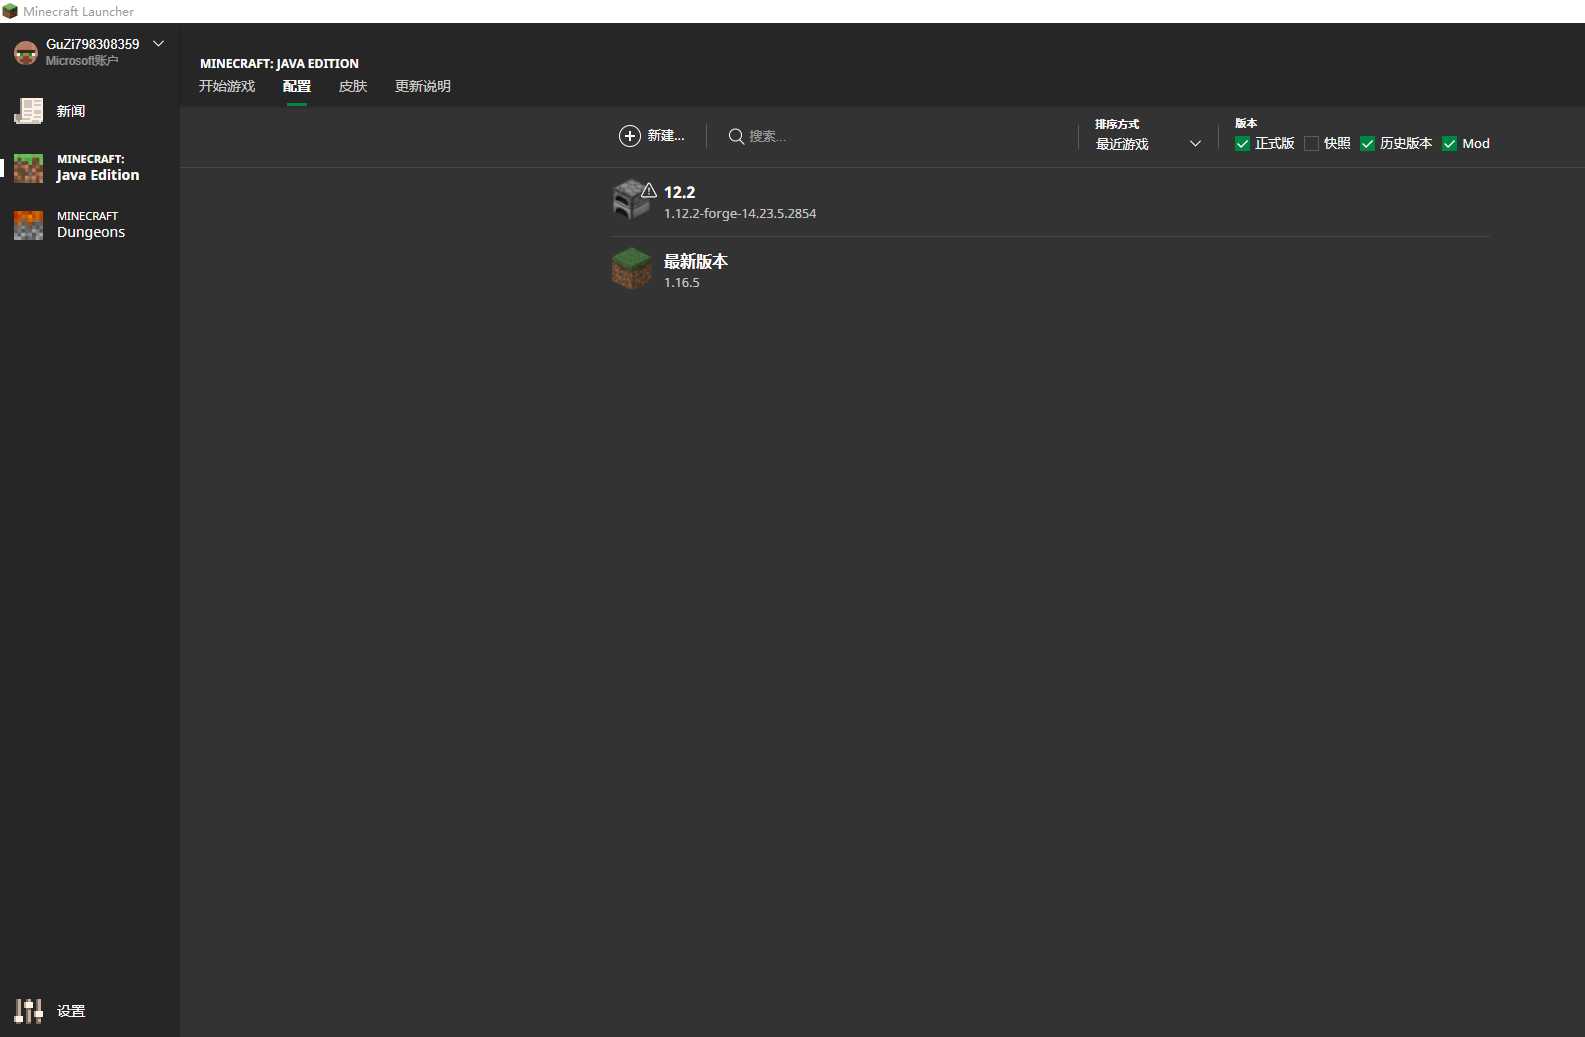 Minecraft Launcher
GuZi798308359
Microsoft账户
新闻
MINECRAFT:
Java Edition
MINECRAFT
Dungeons
设置
MINECRAFT: JAVA EDITION
开始游戏 配置 皮肤 更新说明
新建... 搜索...
排序方式
最近游戏
版本
正式版 快照 历史版本 Mod
12.2
1.12.2-forge-14.23.5.2854
最新版本
1.16.5